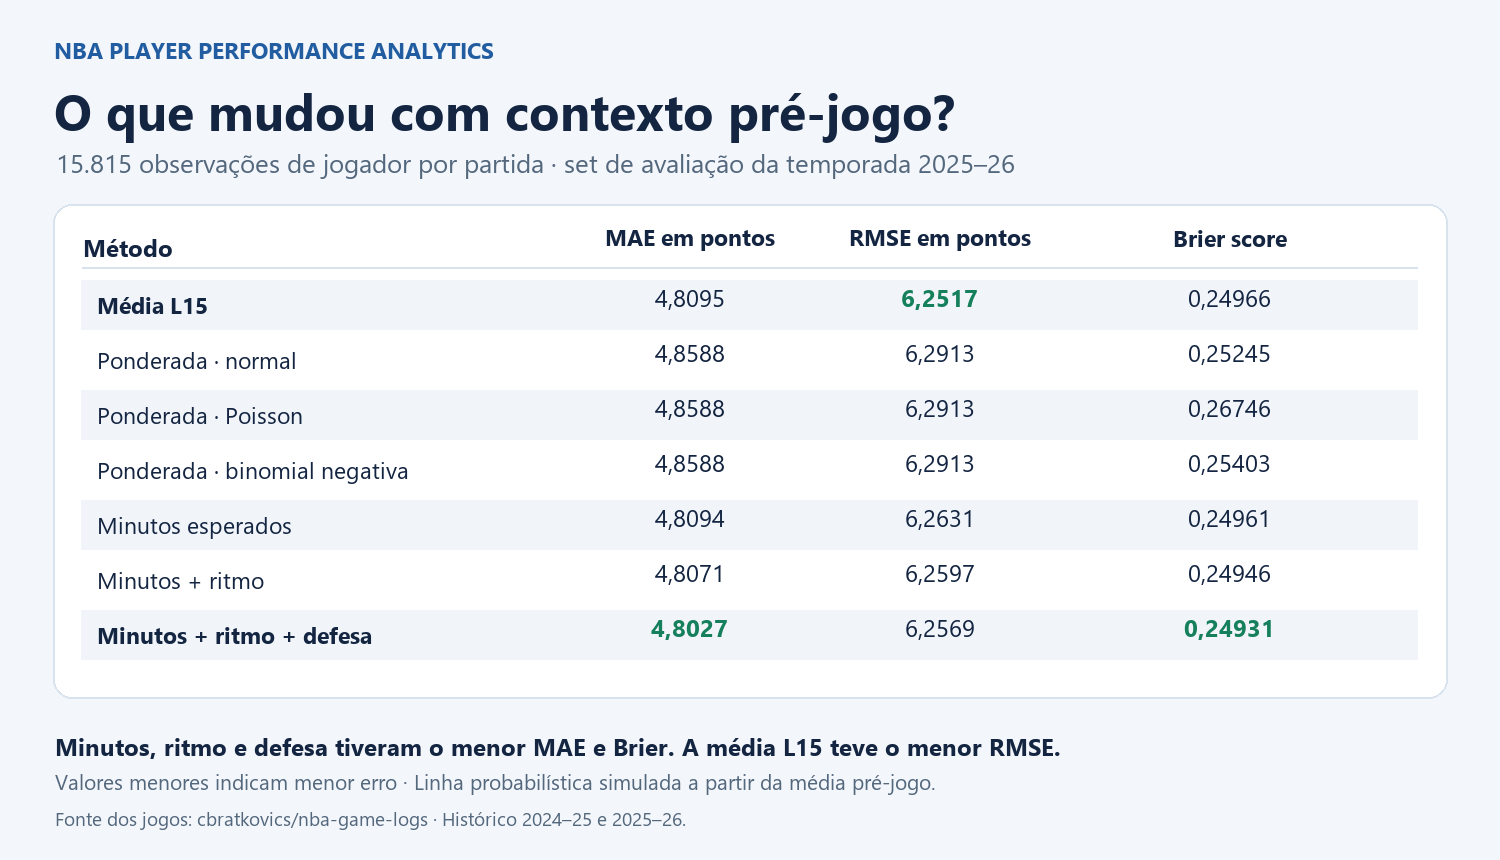 NBA PLAYER PERFORMANCE ANALYTICS
O que mudou com contexto pré-jogo?
15.815 observações de jogador por partida · set de avaliação da temporada 2025–26
Método MAE em pontos RMSE em pontos Brier score
Média L15 4,8095 6,2517 0,24966
Ponderada · normal 4,8588 6,2913 0,25245
Ponderada · Poisson 4,8588 6,2913 0,26746
Ponderada · binomial negativa 4,8588 6,2913 0,25403
Minutos esperados 4,8094 6,2631 0,24961
Minutos + ritmo 4,8071 6,2597 0,24946
Minutos + ritmo + defesa 4,8027 6,2569 0,24931
Minutos, ritmo e defesa tiveram o menor MAE e Brier. A média L15 teve o menor RMSE.
Valores menores indicam menor erro · Linha probabilística simulada a partir da média pré-jogo.
Fonte dos jogos: cbratkovics/nba-game-logs · Histórico 2024–25 e 2025–26.